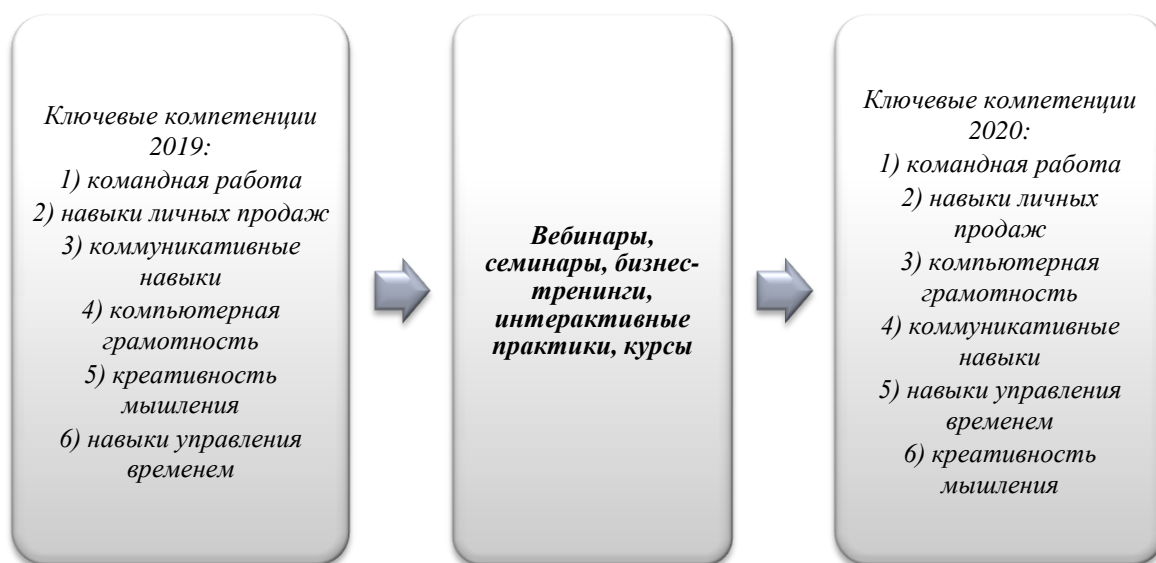 Ключевые компетенции
2019:
1) командная работа
2) навыки личных продаж
3) коммуникативные
навыки
4) компьютерная
грамотность
5) креативность
мышления
6) навыки управления
временем
Вебинары,
семинары, бизнес-
тренинги,
интерактивные
практики, курсы
Ключевые компетенции
2020:
1) командная работа
2) навыки личных
продаж
3) компьютерная
грамотность
4) коммуникативные
навыки
5) навыки управления
временем
6) креативность
мышления